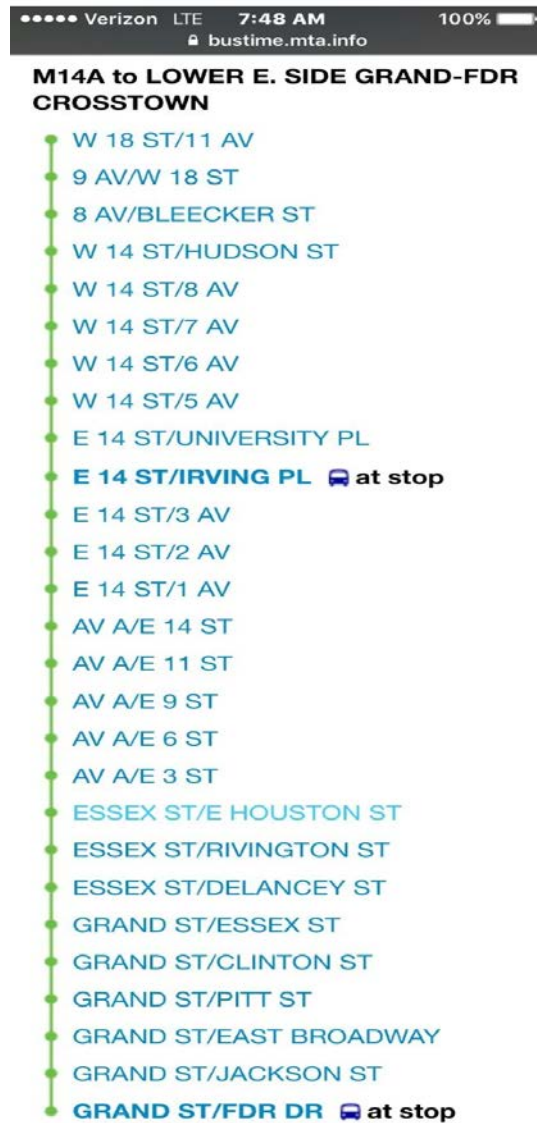 Verizon LTE 7:48 AM 100%
bustime.mta.info
M14A to LOWER E. SIDE GRAND-FDR
CROSSTOWN
W 18 ST/11 AV
9 AV/W 18 ST
8 AV/BLEECKER ST
W 14 ST/HUDSON ST
W 14 ST/8 AV
W 14 ST/7 AV
W 14 ST/6 AV
W 14 ST/5 AV
E 14 ST/UNIVERSITY PL
E 14 ST/IRVING PL at stop
E 14 ST/3 AV
E 14 ST/2 AV
E 14 ST/1 AV
AV A/E 14 ST
AV A/E 11 ST
AV A/E 9 ST
AV A/E 6 ST
AV A/E 3 ST
ESSEX ST/E HOUSTON ST
ESSEX ST/RIVINGTON ST
ESSEX ST/DELANCEY ST
GRAND ST/ESSEX ST
GRAND ST/CLINTON ST
GRAND ST/PITT ST
GRAND ST/EAST BROADWAY
GRAND ST/JACKSON ST
GRAND ST/FDR DR at stop